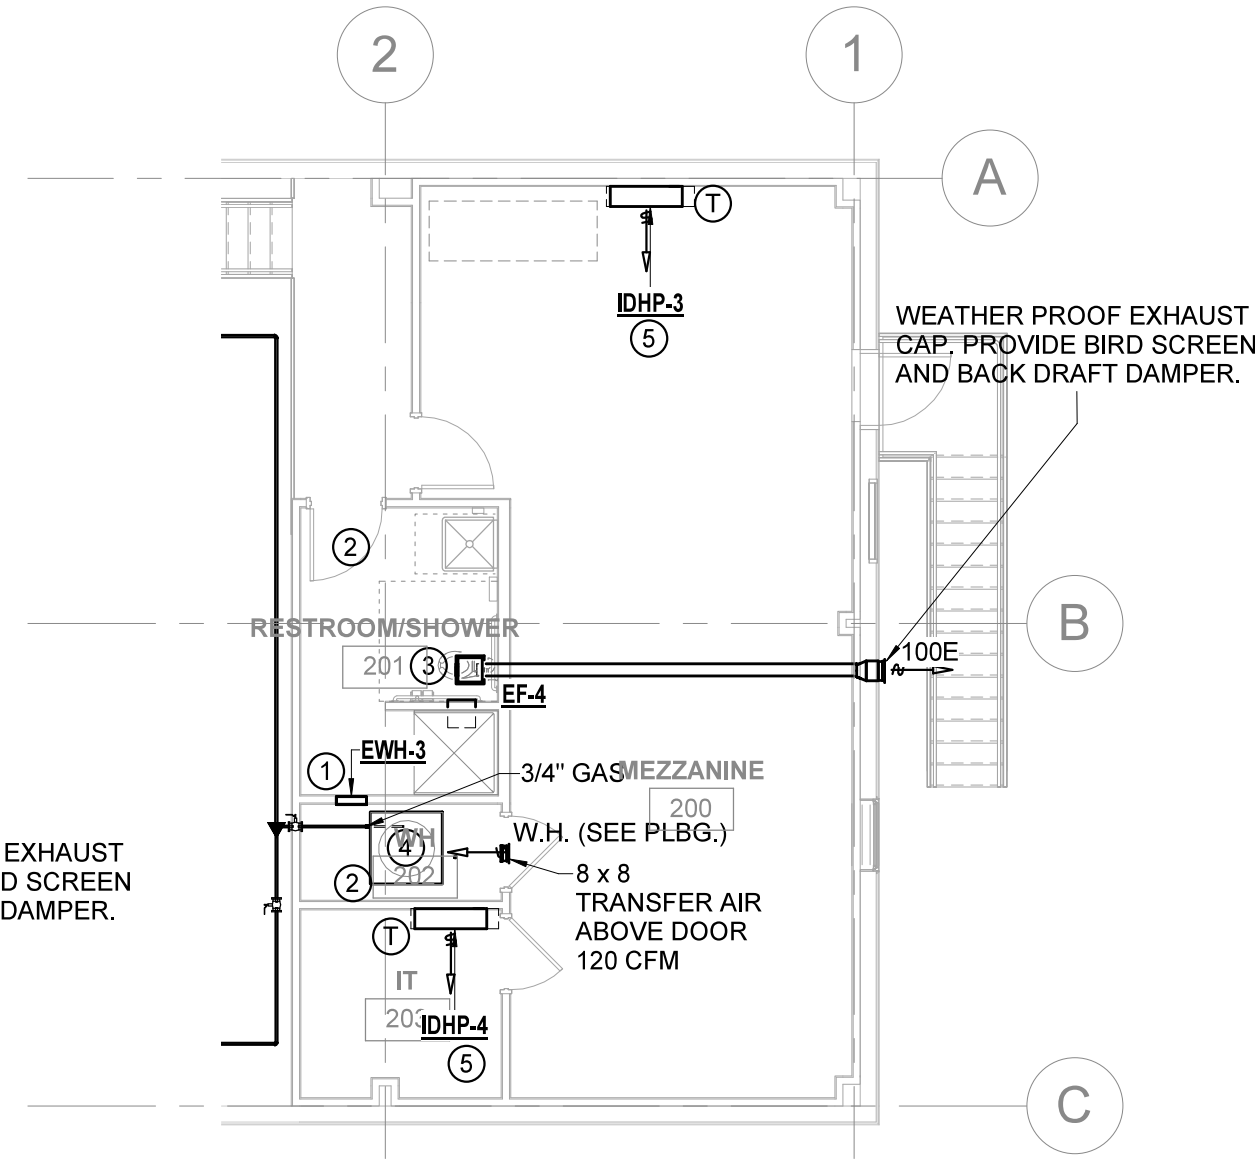 2
1
A
T
IDHP-3
5
WEATHER PROOF EXHAUST
CAP. PROVIDE BIRD SCREEN
AND BACK DRAFT DAMPER.
2
RESTROOM/SHOWER
201
3
B
100E
EF-4
EWH-3
1
3/4" GAS
MEZZANINE
200
W.H. (SEE PLBG.)
WH
4
202
2
8 x 8
TRANSFER AIR
ABOVE DOOR
120 CFM
EXHAUST
D SCREEN
DAMPER.
T
IT
203
IDHP-4
5
C